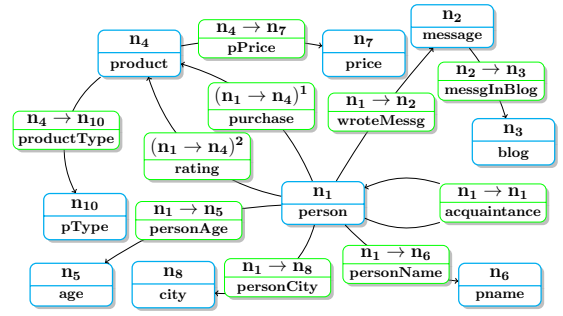 n₄ → n₇
pPrice
n₂
message
n₄
product
n₇
price
n₂ → n₃
messgInBlog
(n₁ → n₄)¹
purchase
n₁ → n₂
wroteMessg
n₄ → n₁₀
productType
n₃
blog
(n₁ → n₄)²
rating
n₁
person
n₁ → n₁
acquaintance
n₁₀
pType
n₁ → n₅
personAge
n₅
age
n₈
city
n₁ → n₈
personCity
n₁ → n₆
personName
n₆
pname